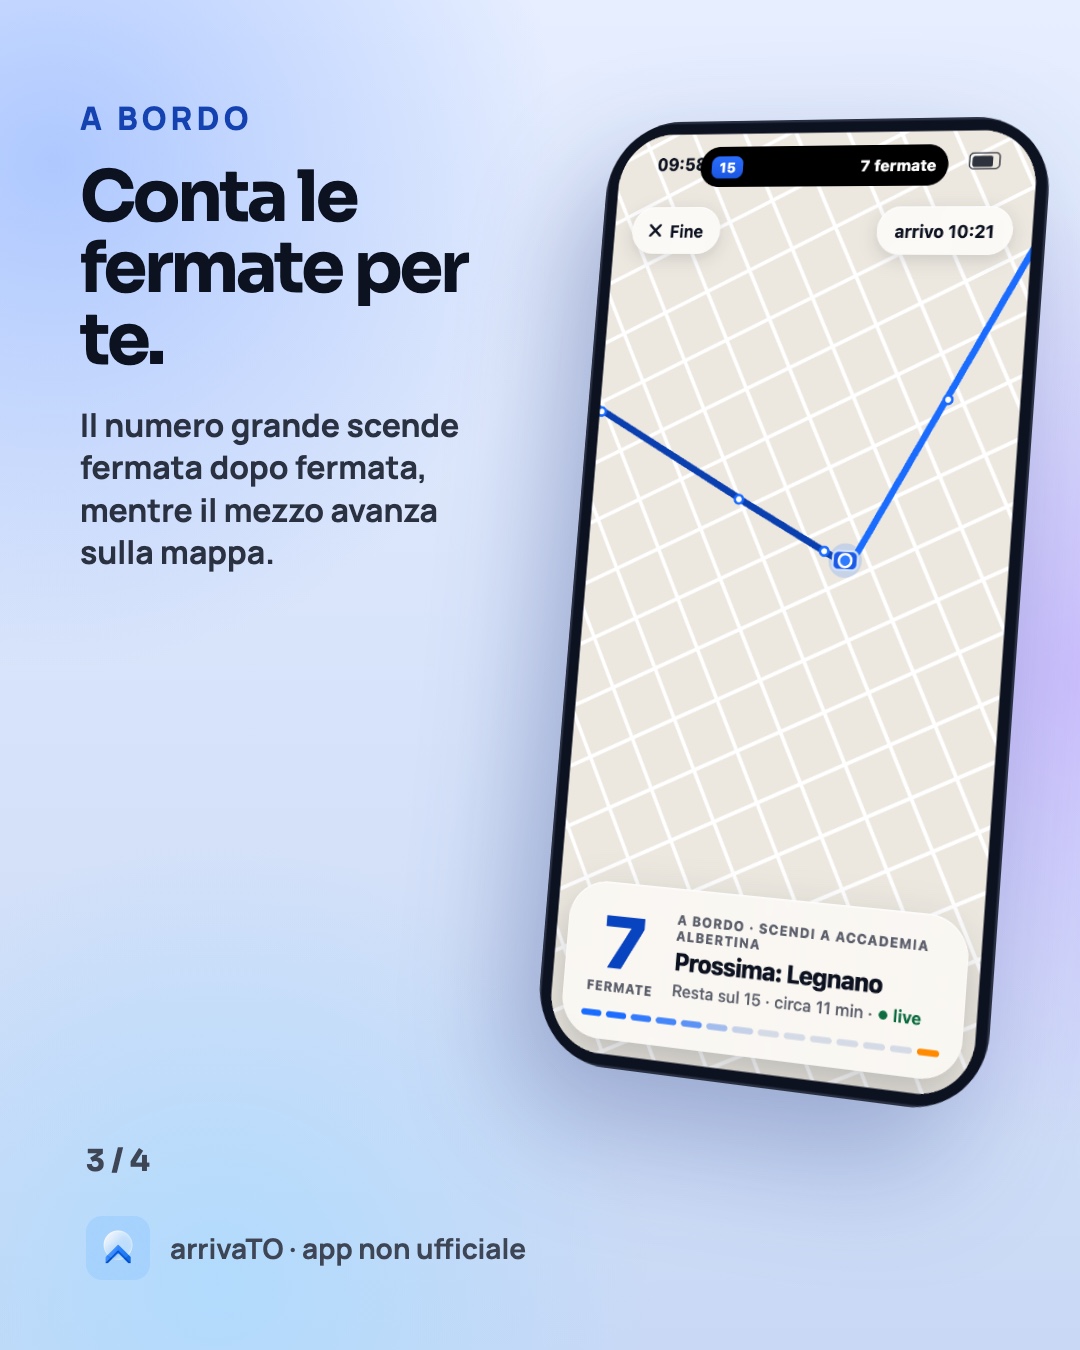 A BORDO
Conta le
fermate per
te.
Il numero grande scende
fermata dopo fermata,
mentre il mezzo avanza
sulla mappa.
09:58
15
7 fermate
✕ Fine
arrivo 10:21
7
FERMATE
A BORDO · SCENDI A ACCADEMIA
ALBERTINA
Prossima: Legnano
Resta sul 15 · circa 11 min · ● live
3 / 4
arrivaTO · app non ufficiale